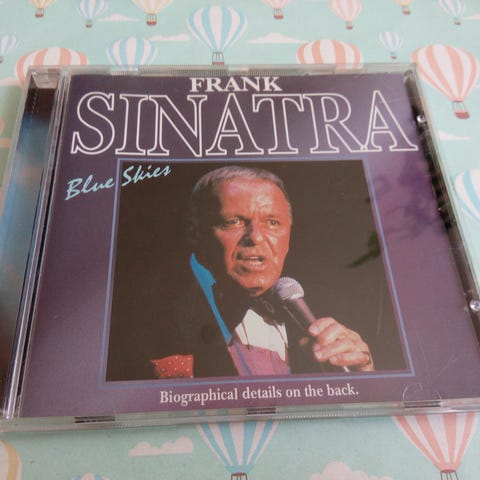 FRANK
SINATRA
Blue Skies
Biographical details on the back.